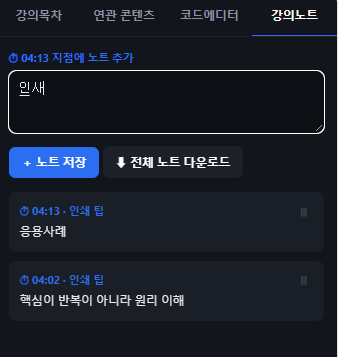 강의목차 연관 콘텐츠 코드에디터 강의노트
04:13 지점에 노트 추가
인새
+ 노트 저장 전체 노트 다운로드
04:13 · 인쇄 팁
응용사례
04:02 · 인쇄 팁
핵심이 반복이 아니라 원리 이해